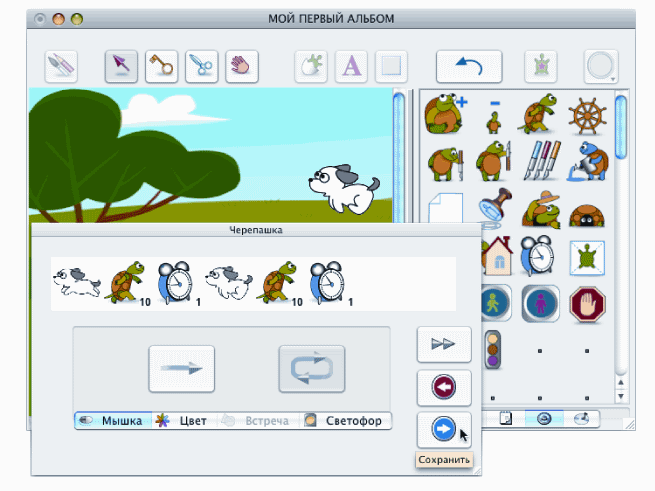 МОЙ ПЕРВЫЙ АЛЬБОМ
A
Черепашка
10 1 10 1
Мышка Цвет Встреча Светофор
Сохранить